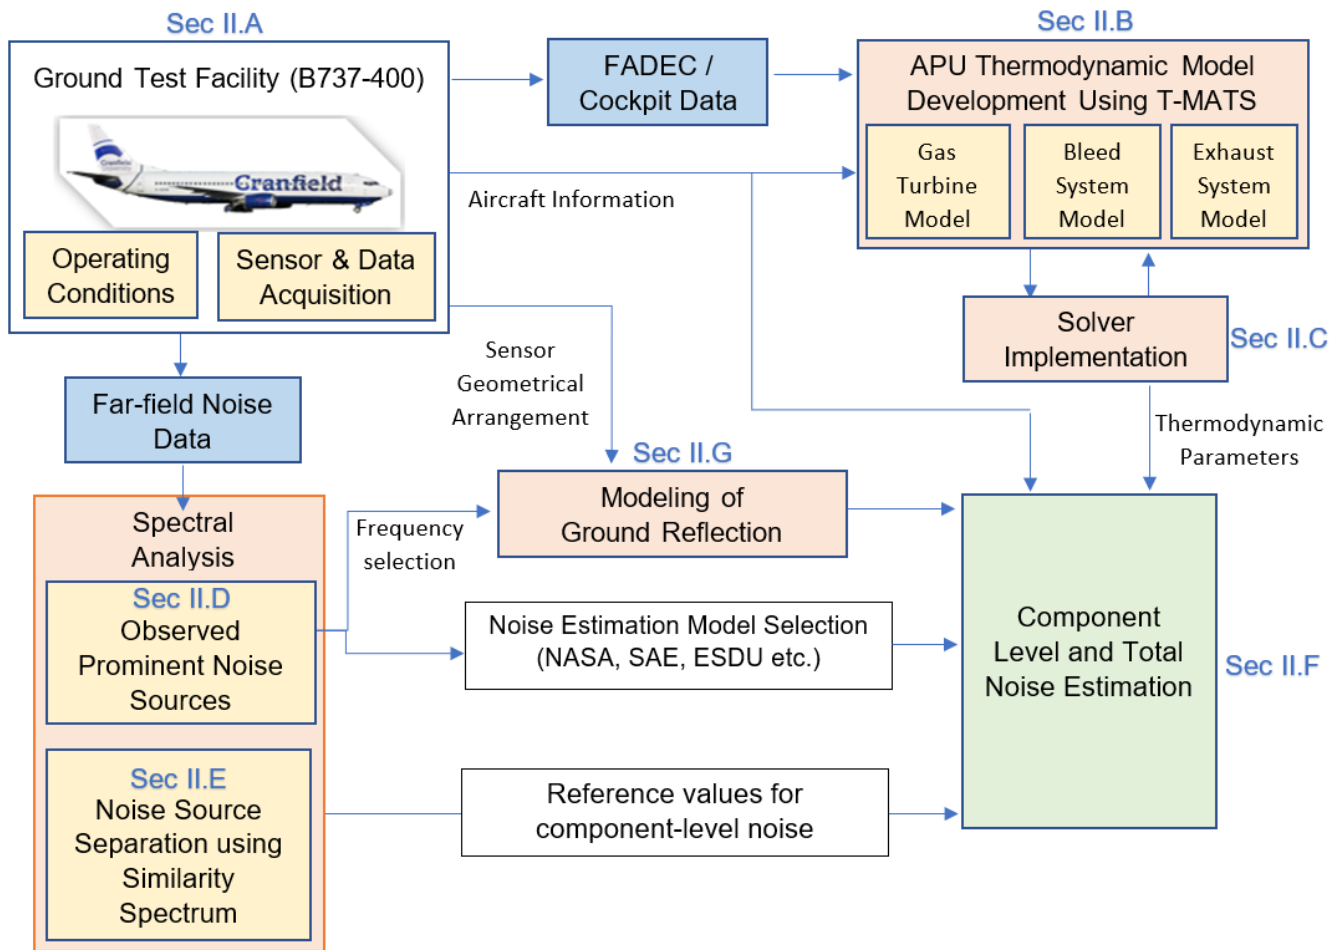 Sec II.A
Ground Test Facility (B737-400)
Cranfield
Cranfield
Operating
Conditions
Sensor & Data
Acquisition
FADEC /
Cockpit Data
Sec II.B
APU Thermodynamic Model
Development Using T-MATS
Gas
Turbine
Model
Bleed
System
Model
Exhaust
System
Model
Aircraft Information
Solver
Implementation
Sec II.C
Sensor
Geometrical
Arrangement
Thermodynamic
Parameters
Far-field Noise
Data
Sec II.G
Modeling of
Ground Reflection
Spectral
Analysis
Frequency
selection
Sec II.D
Observed
Prominent Noise
Sources
Noise Estimation Model Selection
(NASA, SAE, ESDU etc.)
Component
Level and Total
Noise Estimation
Sec II.F
Sec II.E
Noise Source
Separation using
Similarity
Spectrum
Reference values for
component-level noise